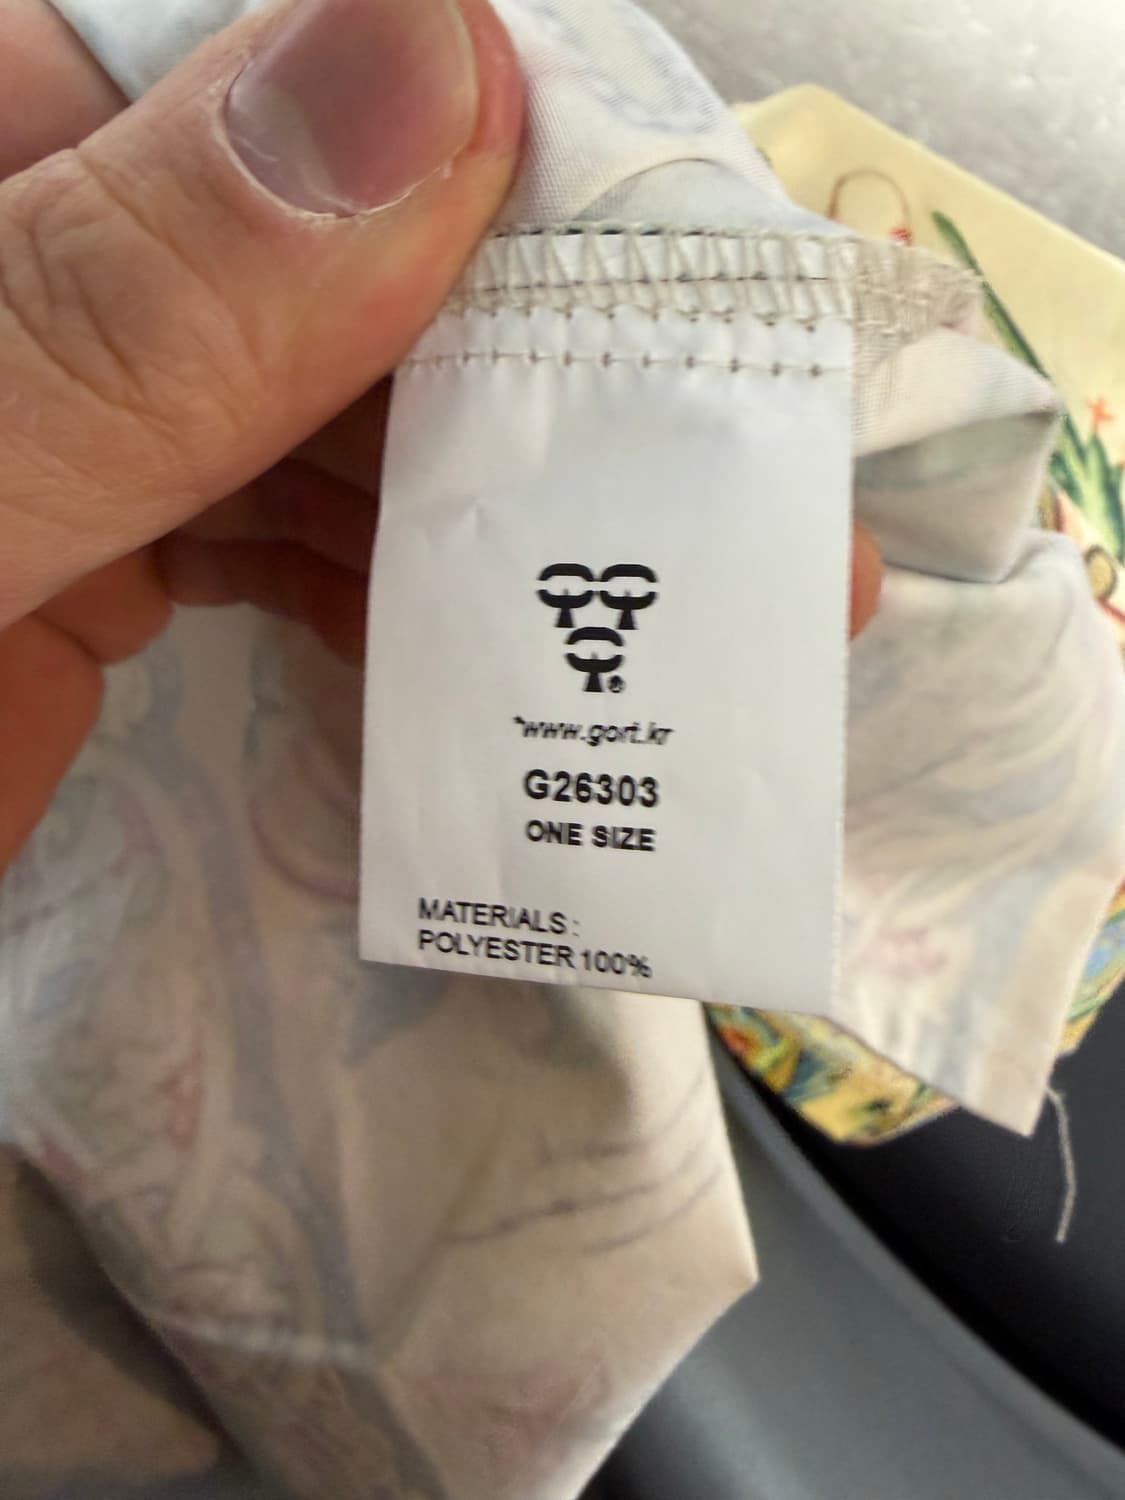 *www.gort.kr
G26303
ONE SIZE
MATERIALS :
POLYESTER 100%